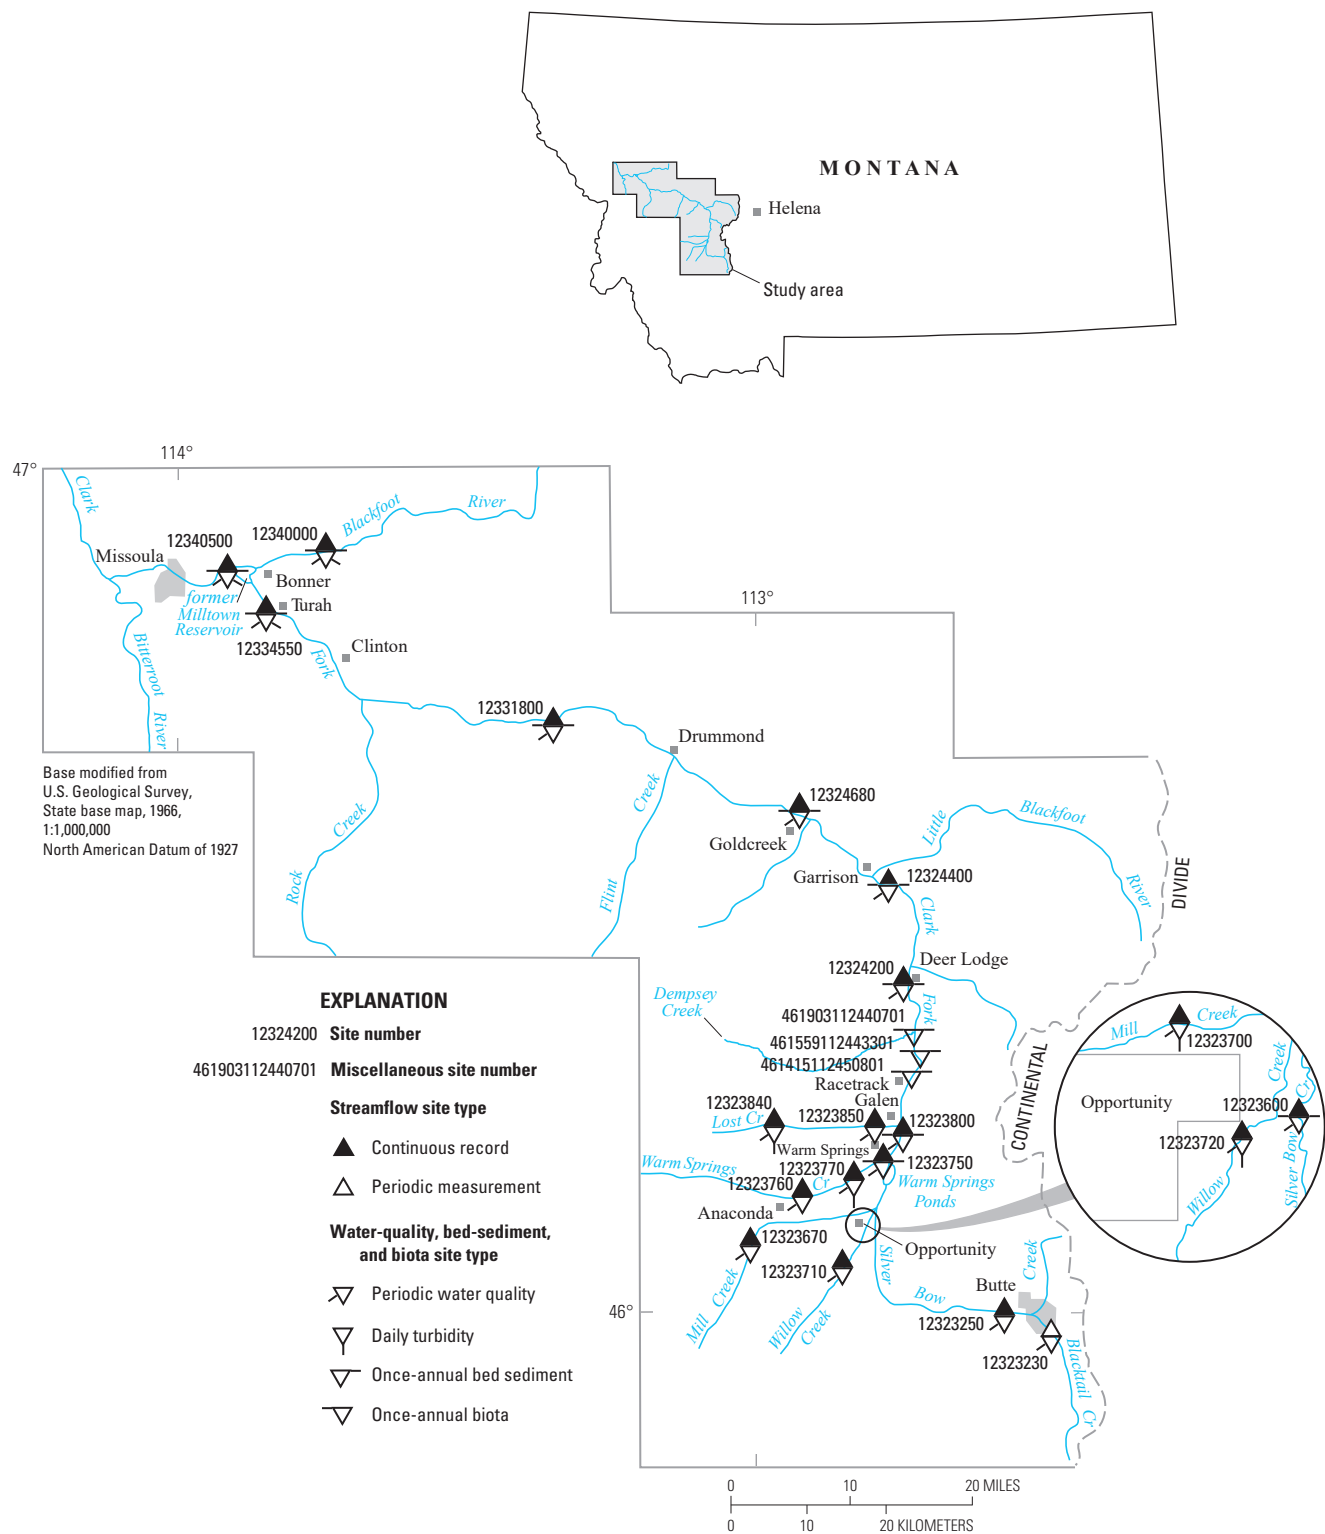 MONTANA
Helena
Study area
114°
47°
Clark
Blackfoot
River
12340500
12340000
Missoula
Bonner
former
Milltown
Reservoir
Turah
12334550
Fork
Clinton
Bitterroot
River
113°
12331800
Drummond
Base modified from
U.S. Geological Survey,
State base map, 1966,
1:1,000,000
North American Datum of 1927
Rock
Creek
Flint
Creek
12324680
Goldcreek
Little
Blackfoot
River
Garrison
12324400
Clark
DIVIDE
Deer Lodge
12324200
Fork
Dempsey
Creek
461903112440701
461559112443301
461415112450801
Racetrack
Galen
CONTINENTAL
12323840
12323850
12323800
Lost Cr
Warm Springs
12323750
Warm Springs
12323770
12323760
Cr
Warm Springs
Ponds
Anaconda
12323670
Opportunity
12323710
Silver
Bow
Creek
Mill
Creek
Willow
Creek
Butte
46°
12323250
12323230
Blacktail
Cr
Mill
Creek
12323700
Opportunity
Creek
Cr
12323600
12323720
Willow
Silver Bow
EXPLANATION
12324200 Site number
461903112440701 Miscellaneous site number
Streamflow site type
Continuous record
Periodic measurement
Water-quality, bed-sediment,
and biota site type
Periodic water quality
Daily turbidity
Once-annual bed sediment
Once-annual biota
0 10 20 MILES
0 10 20 KILOMETERS